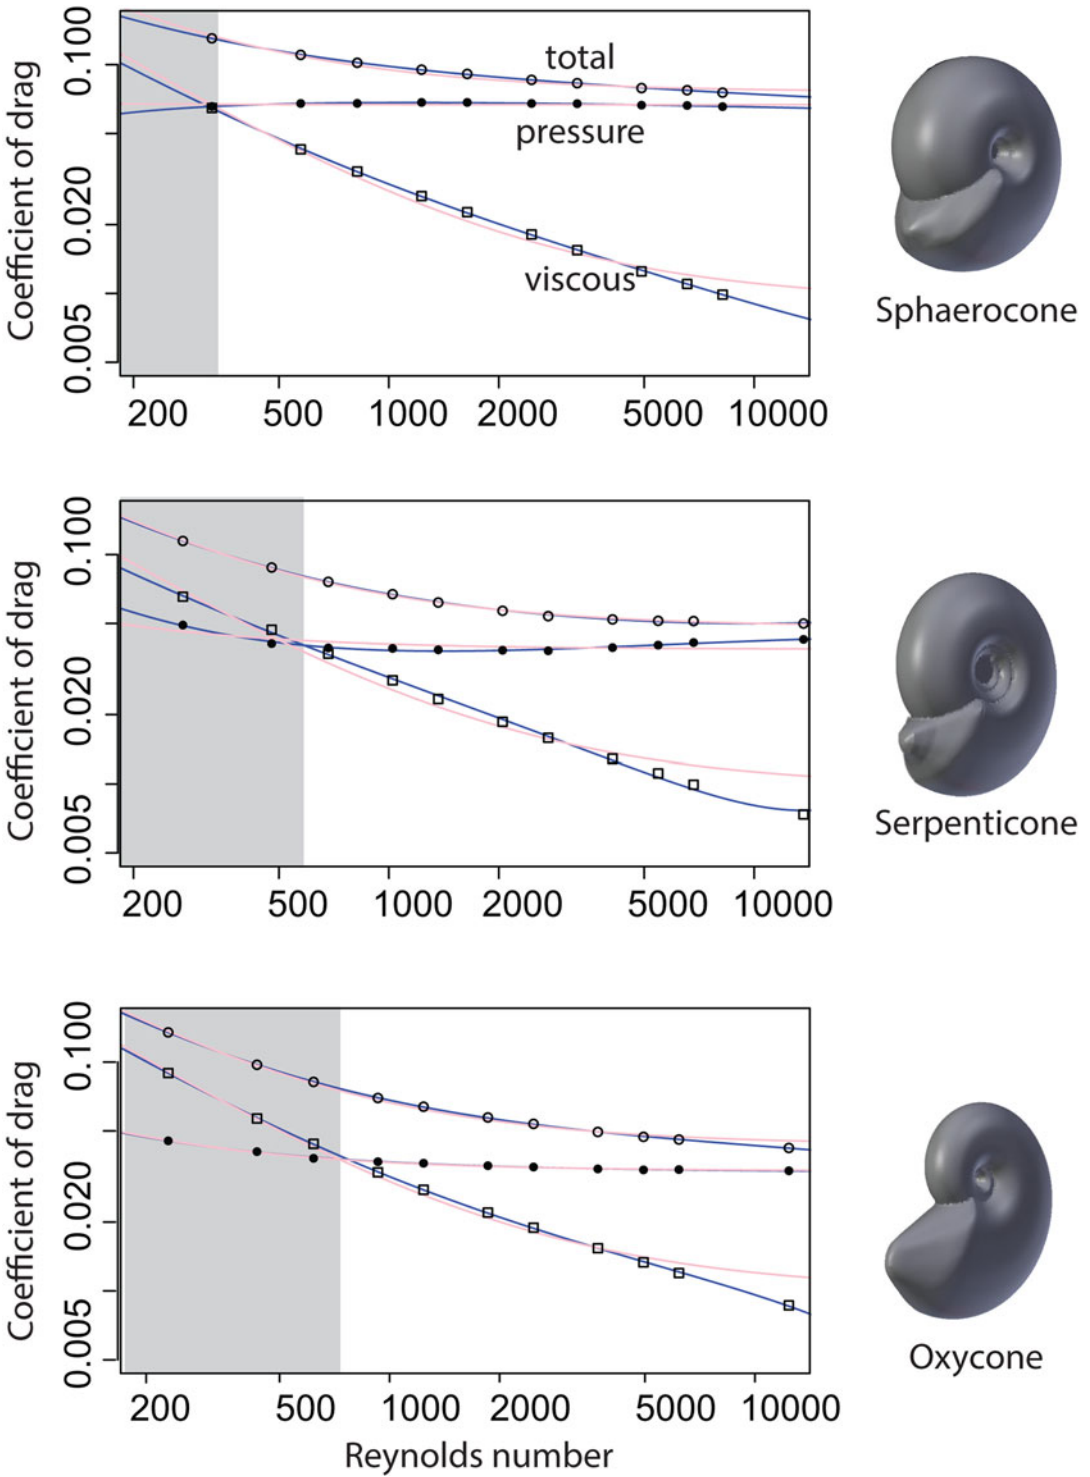 Coefficient of drag
0.100
0.020
0.005
total
pressure
viscous
200 500 1000 2000 5000 10000
Sphaerocone
Coefficient of drag
0.100
0.020
0.005
200 500 1000 2000 5000 10000
Serpenticone
Coefficient of drag
0.100
0.020
0.005
200 500 1000 2000 5000 10000
Oxycone
Reynolds number